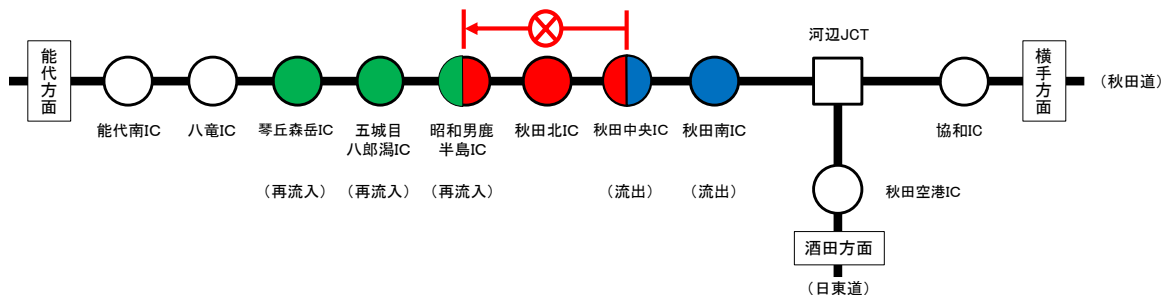 河辺JCT
能代方面
横手方面
（秋田道）
能代南IC
八竜IC
琴丘森岳IC
五城目
八郎潟IC
昭和男鹿
半島IC
秋田北IC
秋田中央IC
秋田南IC
協和IC
（再流入）
（再流入）
（再流入）
（流出）
（流出）
秋田空港IC
酒田方面
（日東道）